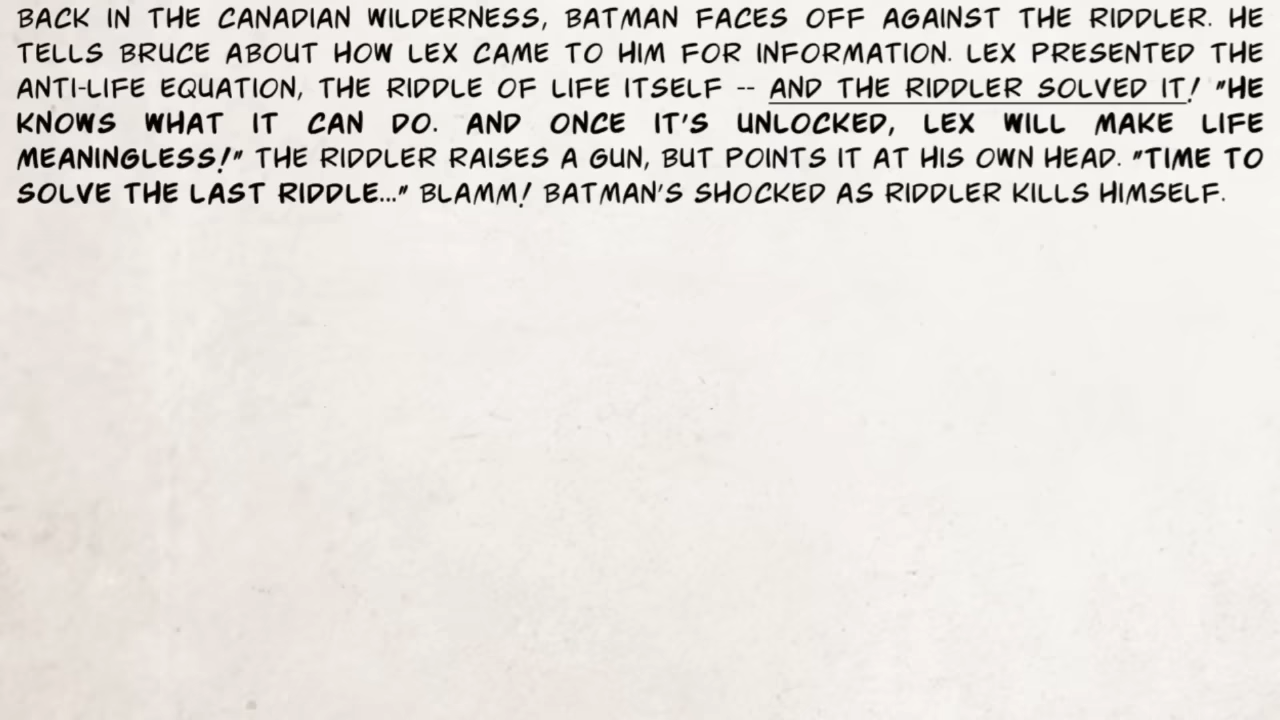 BACK IN THE CANADIAN WILDERNESS, BATMAN FACES OFF AGAINST THE RIDDLER. HE
TELLS BRUCE ABOUT HOW LEX CAME TO HIM FOR INFORMATION. LEX PRESENTED THE
ANTI-LIFE EQUATION, THE RIDDLE OF LIFE ITSELF -- AND THE RIDDLER SOLVED IT! "HE
KNOWS WHAT IT CAN DO. AND ONCE IT'S UNLOCKED, LEX WILL MAKE LIFE
MEANINGLESS!" THE RIDDLER RAISES A GUN, BUT POINTS IT AT HIS OWN HEAD. "TIME TO
SOLVE THE LAST RIDDLE..." BLAMM! BATMAN'S SHOCKED AS RIDDLER KILLS HIMSELF.